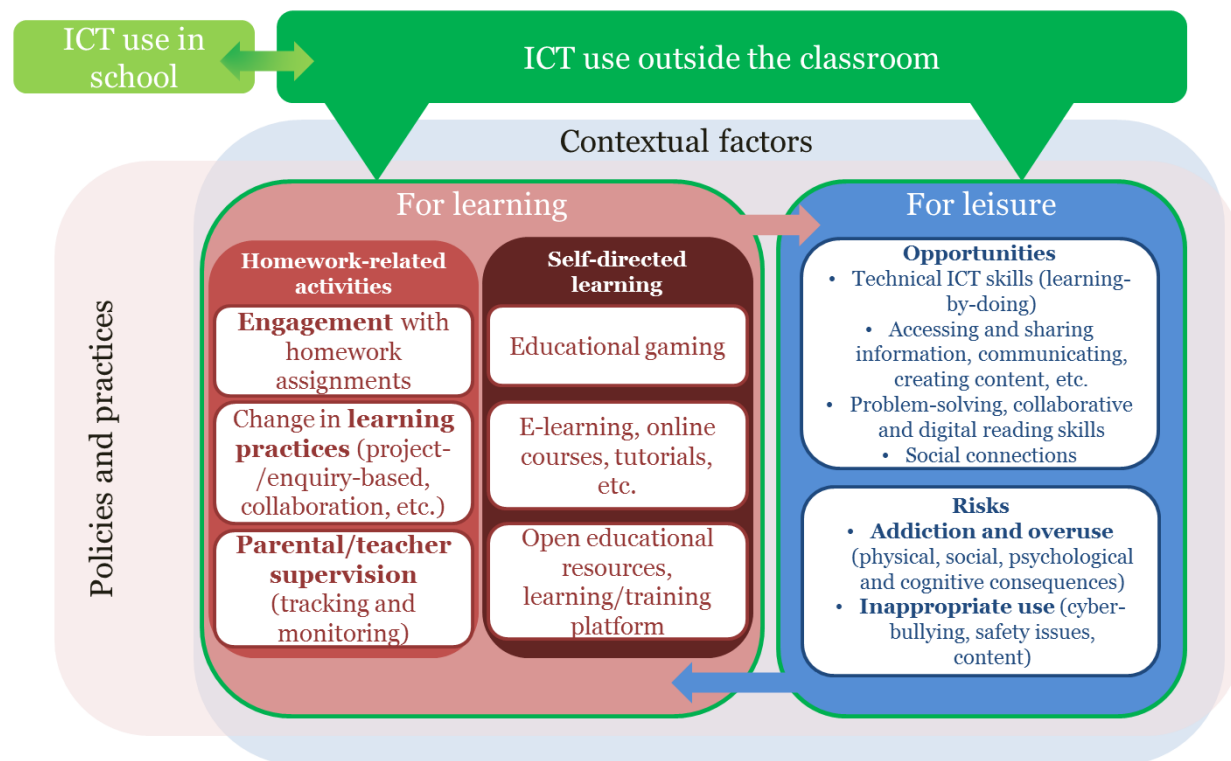 ICT use in
school
ICT use outside the classroom
Contextual factors
Policies and practices
For learning
Homework-related
activities
Engagement with
homework
assignments
Change in learning
practices (project-
/enquiry-based,
collaboration, etc.)
Parental/teacher
supervision
(tracking and
monitoring)
Self-directed
learning
Educational gaming
E-learning, online
courses, tutorials,
etc.
Open educational
resources,
learning/training
platform
For leisure
Opportunities
• Technical ICT skills (learning-
by-doing)
• Accessing and sharing
information, communicating,
creating content, etc.
• Problem-solving, collaborative
and digital reading skills
• Social connections
Risks
• Addiction and overuse
(physical, social, psychological
and cognitive consequences)
• Inappropriate use (cyber-
bullying, safety issues,
content)